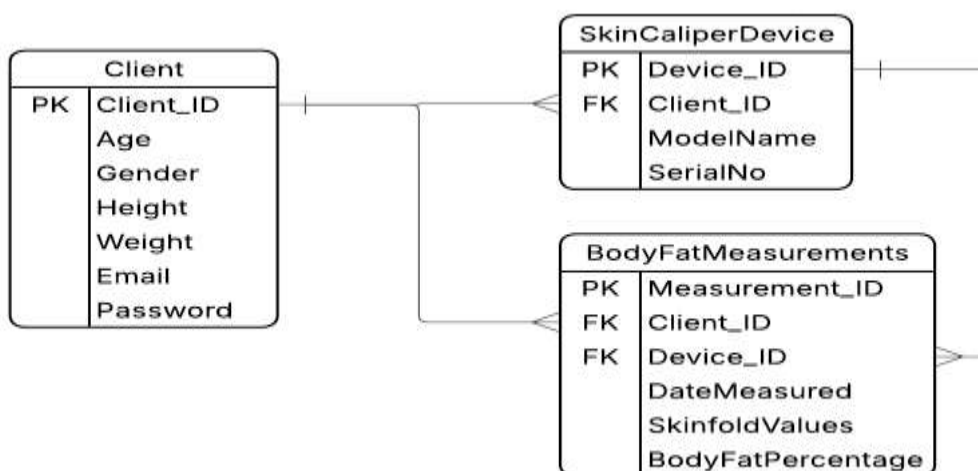 Client
PK Client_ID
Age
Gender
Height
Weight
Email
Password
SkinCaliperDevice
PK Device_ID
FK Client_ID
ModelName
SerialNo
BodyFatMeasurements
PK Measurement_ID
FK Client_ID
FK Device_ID
DateMeasured
SkinfoldValues
BodyFatPercentage